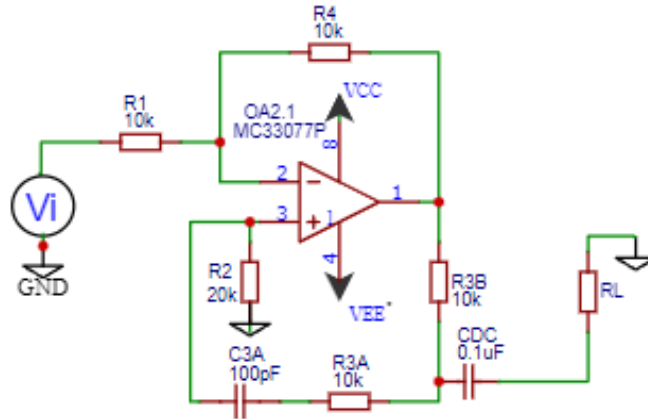 R4
10k
R1
10k
OA2.1
MC33077P
VCC
8
2
1
3
1
4
Vi
GND
R2
20k
VEE*
R3B
10k
RL
C3A
100pF
R3A
10k
CDC
0.1uF